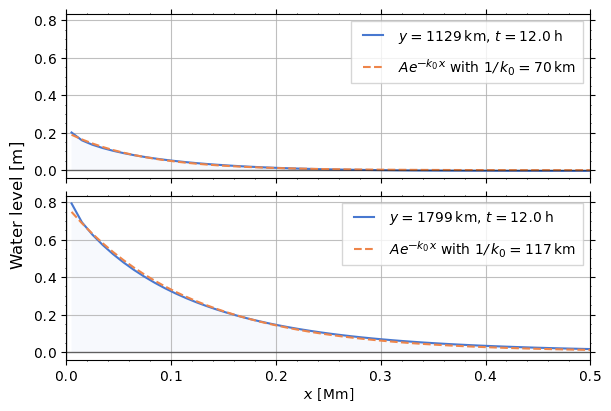 0.8
0.6
0.4
0.2
0.0
y = 1129 km, t = 12.0 h
Ae^{-k_0 x} with 1/k_0 = 70 km
Water level [m]
0.8
0.6
0.4
0.2
0.0
y = 1799 km, t = 12.0 h
Ae^{-k_0 x} with 1/k_0 = 117 km
0.0 0.1 0.2 0.3 0.4 0.5
x [Mm]